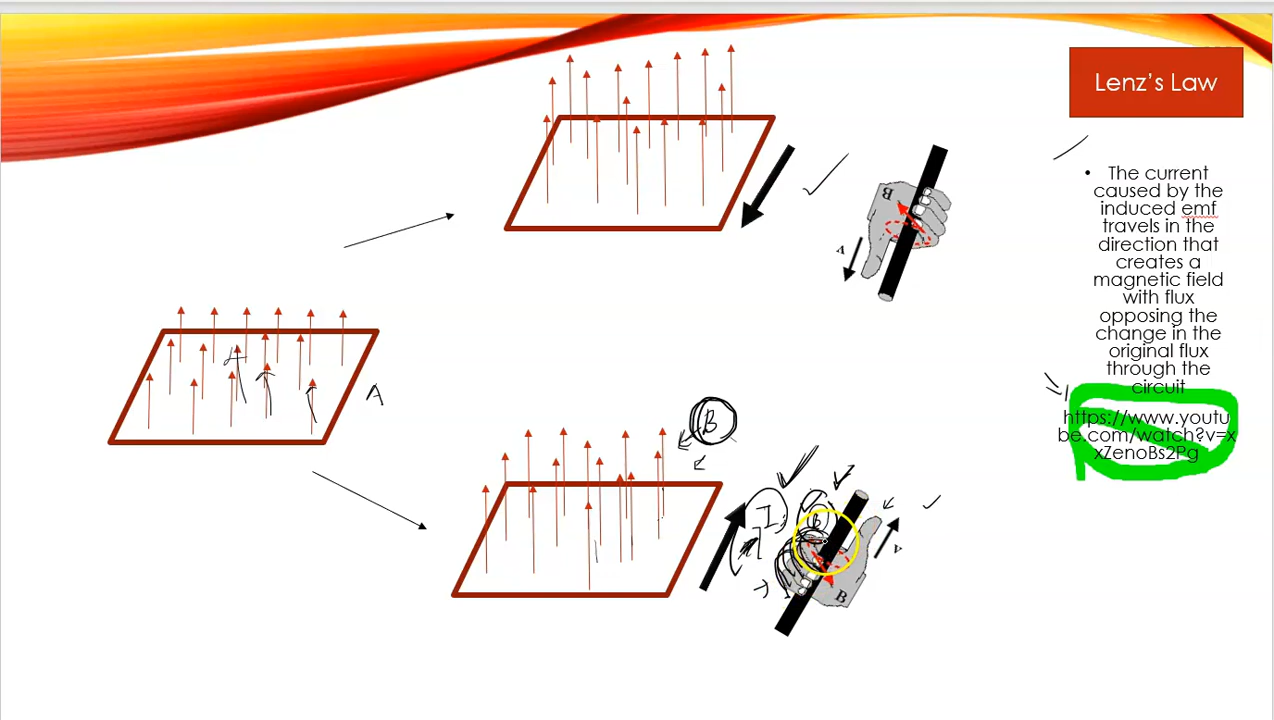 Lenz's Law
• The current
caused by the
induced emf
travels in the
direction that
creates a
magnetic field
with flux
opposing the
change in the
original flux
through the
circuit
https://www.youtu
be.com/watch?v=x
xZenoBs2Pg
B
A
B
I
B
v
B